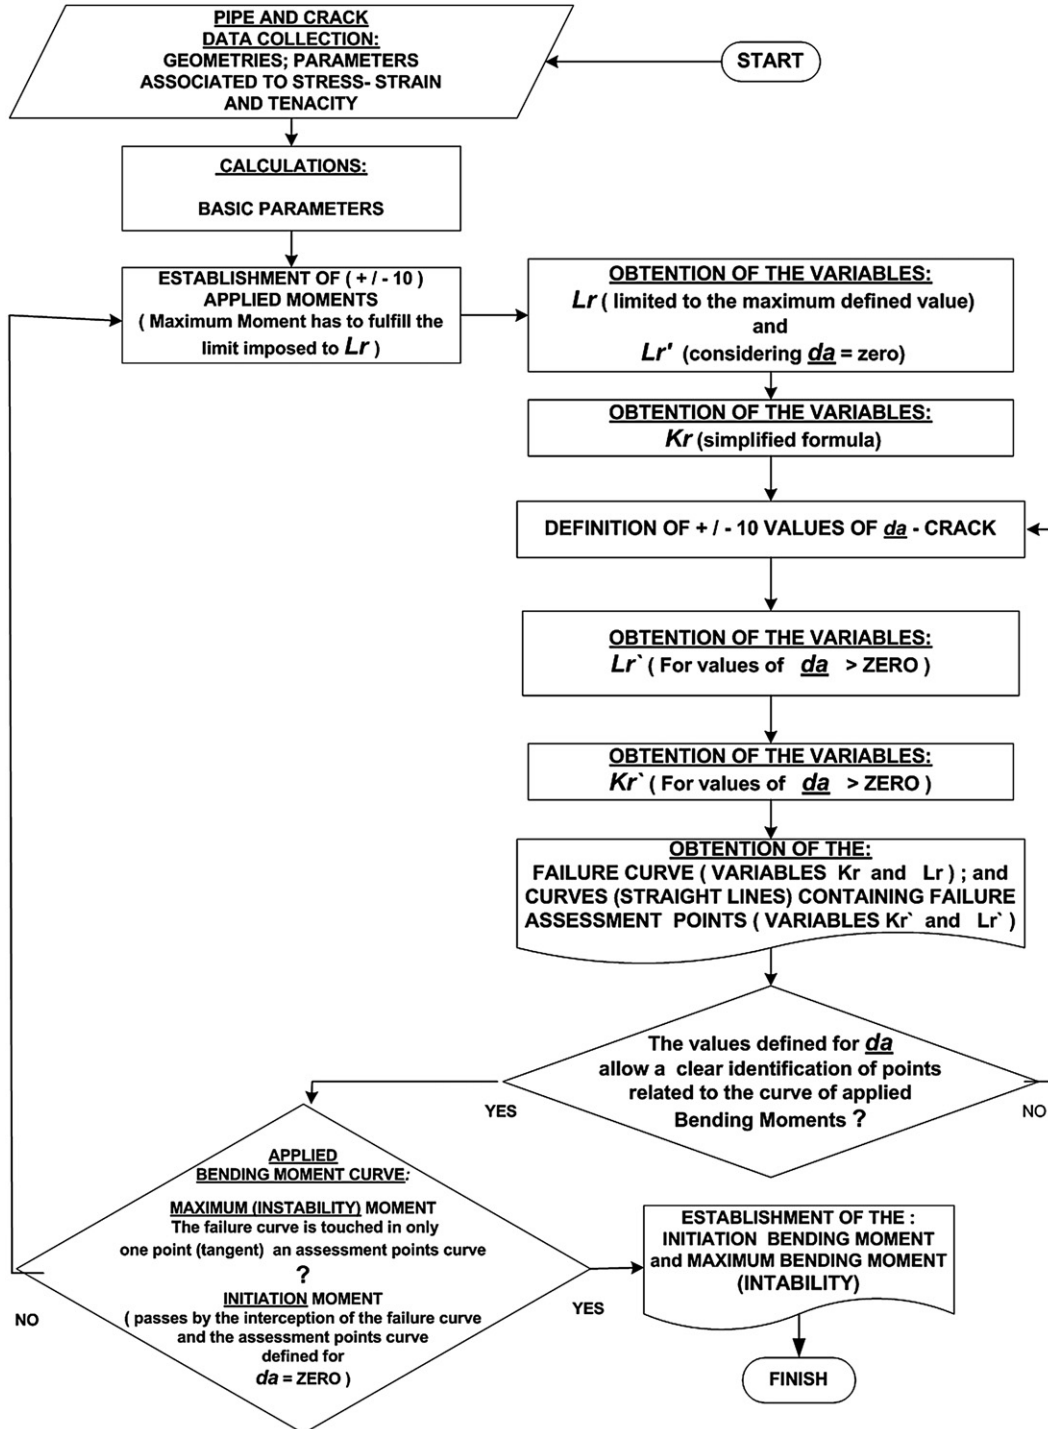 START
PIPE AND CRACK
DATA COLLECTION:
GEOMETRIES; PARAMETERS
ASSOCIATED TO STRESS- STRAIN
AND TENACITY
CALCULATIONS:
BASIC PARAMETERS
ESTABLISHMENT OF ( + / - 10 )
APPLIED MOMENTS
( Maximum Moment has to fulfill the
limit imposed to Lr )
OBTENTION OF THE VARIABLES:
Lr ( limited to the maximum defined value)
and
Lr' (considering da = zero)
OBTENTION OF THE VARIABLES:
Kr (simplified formula)
DEFINITION OF + / - 10 VALUES OF da - CRACK
OBTENTION OF THE VARIABLES:
Lr` ( For values of da > ZERO )
OBTENTION OF THE VARIABLES:
Kr` ( For values of da > ZERO )
OBTENTION OF THE:
FAILURE CURVE ( VARIABLES Kr and Lr ) ; and
CURVES (STRAIGHT LINES) CONTAINING FAILURE
ASSESSMENT POINTS ( VARIABLES Kr` and Lr` )
The values defined for da
allow a clear identification of points
related to the curve of applied
Bending Moments ?
YES
NO
APPLIED
BENDING MOMENT CURVE:
MAXIMUM (INSTABILITY) MOMENT
The failure curve is touched in only
one point (tangent) an assessment points curve
?
INITIATION MOMENT
( passes by the interception of the failure curve
and the assessment points curve
defined for
da = ZERO )
NO
YES
ESTABLISHMENT OF THE :
INITIATION BENDING MOMENT
and MAXIMUM BENDING MOMENT
(INTABILITY)
FINISH